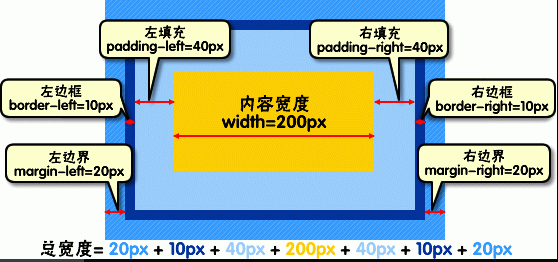 左填充
padding-left=40px
右填充
padding-right=40px
左边框
border-left=10px
内容宽度
width=200px
右边框
border-right=10px
左边界
margin-left=20px
右边界
margin-right=20px
总宽度= 20px + 10px + 40px + 200px + 40px + 10px + 20px